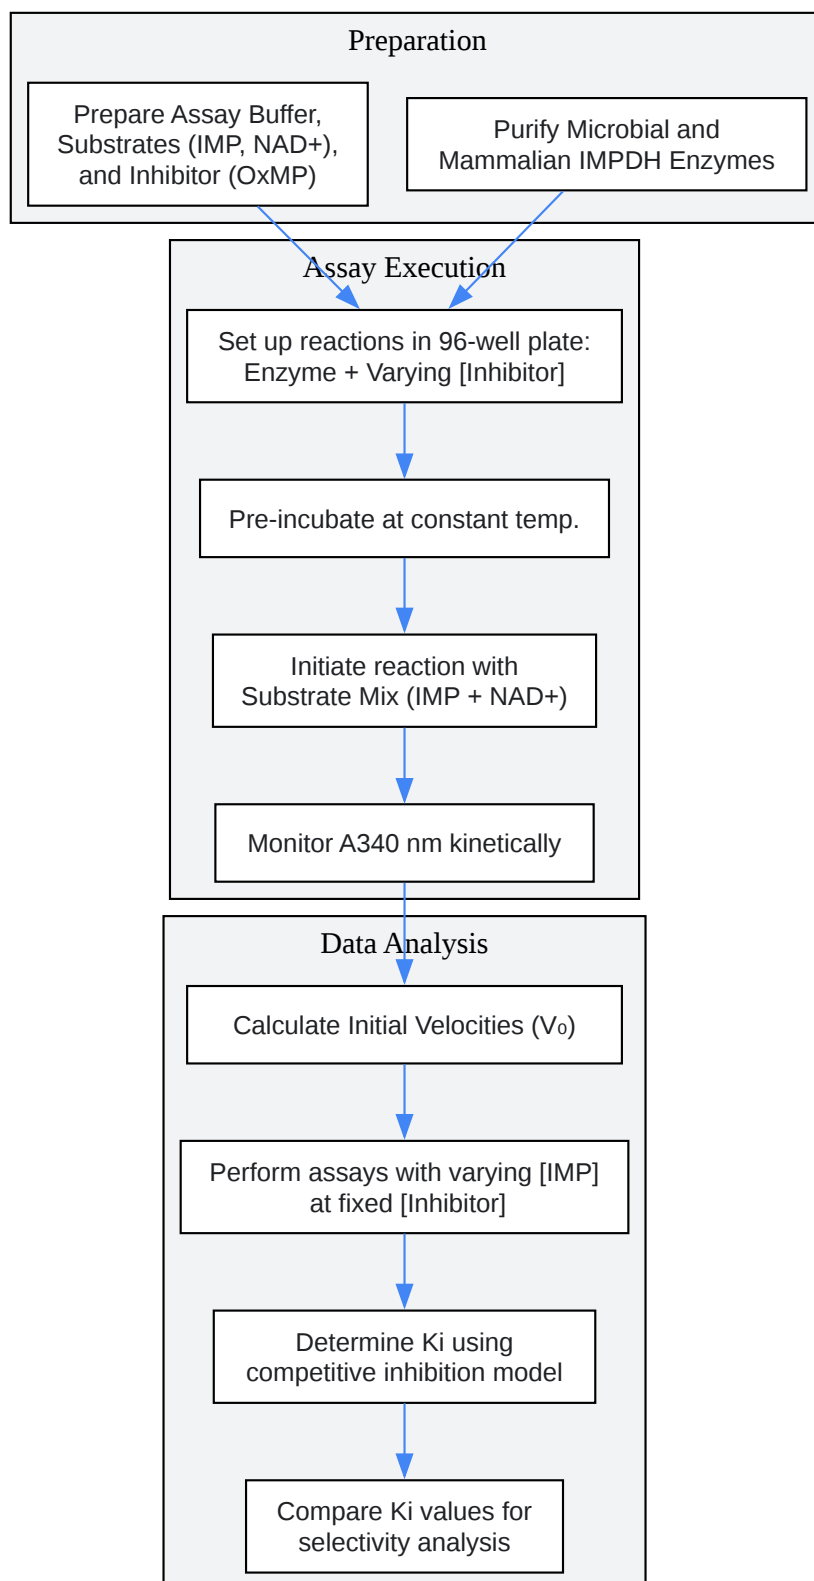 Preparation
Prepare Assay Buffer,
Substrates (IMP, NAD+),
and Inhibitor (OxMP)
Purify Microbial and
Mammalian IMPDH Enzymes
Assay Execution
Set up reactions in 96-well plate:
Enzyme + Varying [Inhibitor]
Pre-incubate at constant temp.
Initiate reaction with
Substrate Mix (IMP + NAD+)
Monitor A340 nm kinetically
Data Analysis
Calculate Initial Velocities (V₀)
Perform assays with varying [IMP]
at fixed [Inhibitor]
Determine Ki using
competitive inhibition model
Compare Ki values for
selectivity analysis